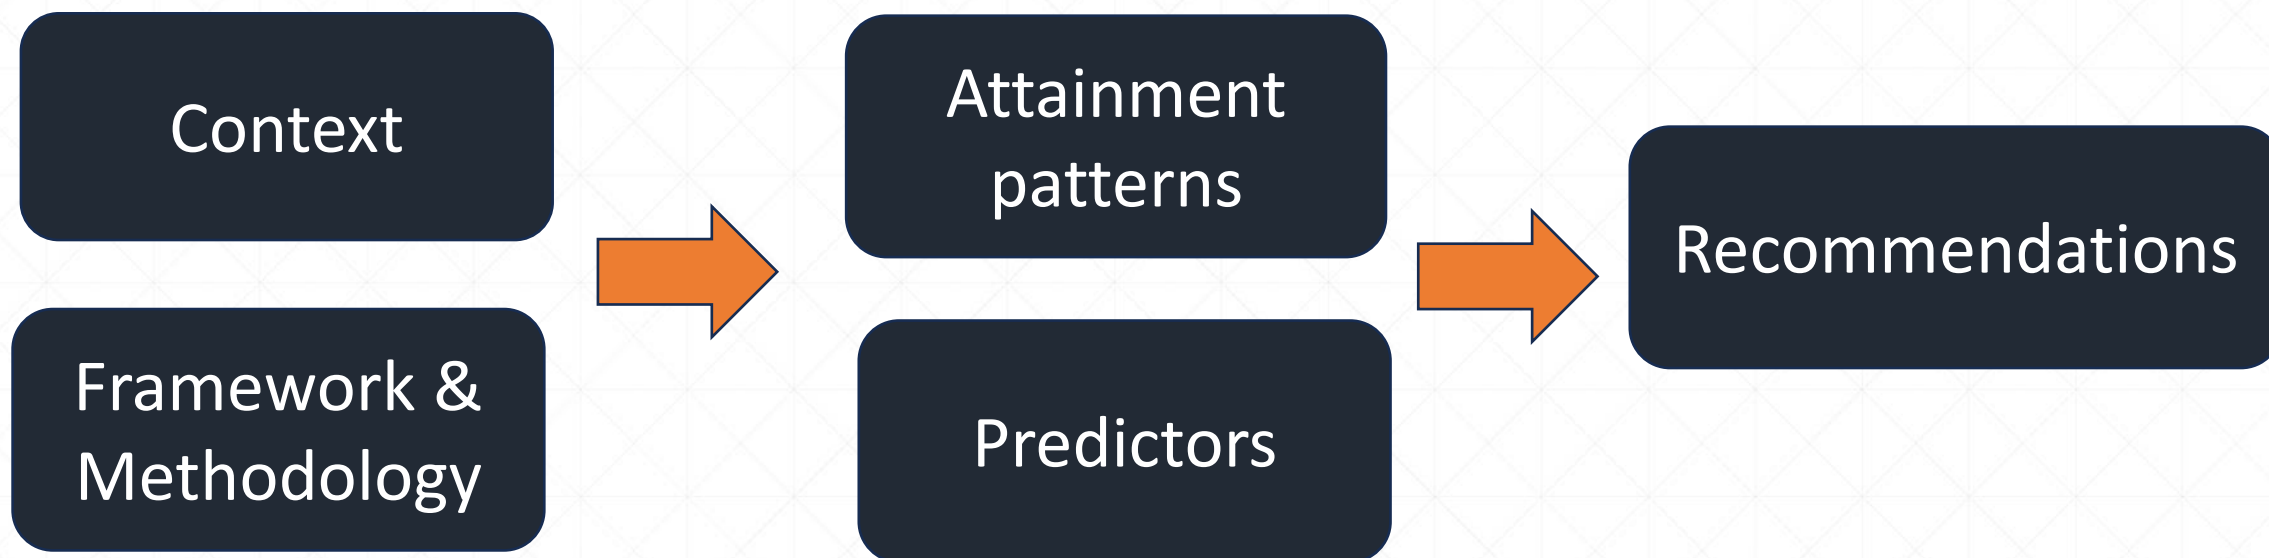 Context
Framework &
Methodology
Attainment
patterns
Predictors
Recommendations